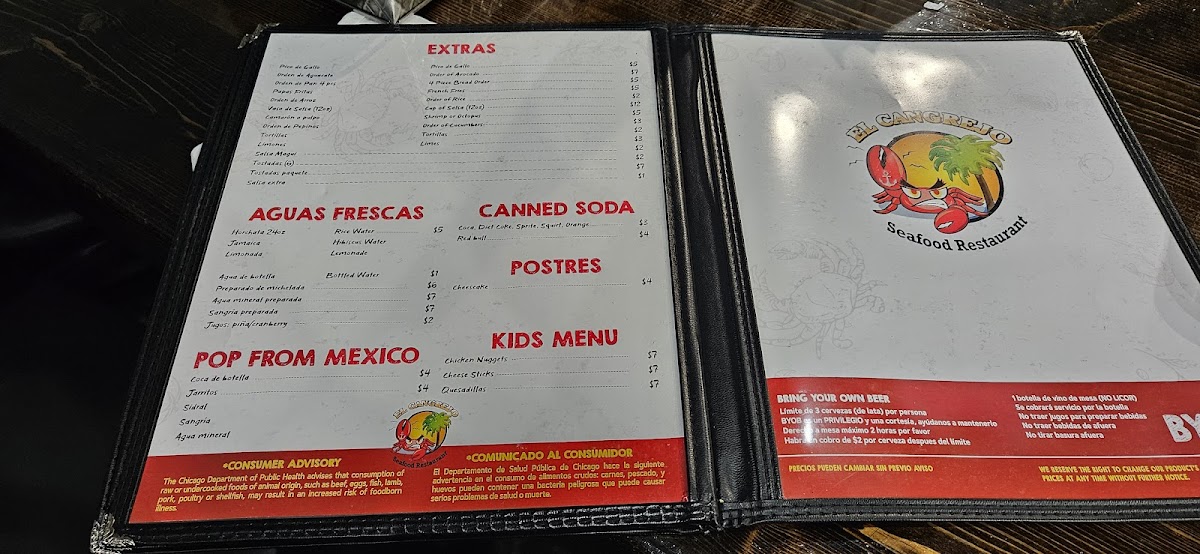 EXTRAS
Pico de Gallo Pico de Gallo $5
Orden de Aguacate Order of Avocado $7
Orden de Pan 4 pcs 4 Piece Bread Order $5
Papas Fritas French Fries $5
Orden de Arroz Order of Rice $2
Vaso de Salsa (12oz) Cup of Salsa (12oz) $12
Camarón o pulpo Shrimp or Octopus $5
Orden de Pepinos Order of Cucumbers $3
Tortillas Tortillas $2
Limones Limes $3
Salsa Magui $2
Tostadas (6) $2
Tostadas paquete $7
Salsa extra $1
AGUAS FRESCAS
Horchata 24oz Rice Water $5
Jamaica Hibiscus Water
Limonada Lemonade
Agua de botella Bottled Water $1
Preparado de michelada $6
Agua mineral preparada $7
Sangría preparada $7
Jugos: piña/cranberry $2
POP FROM MEXICO
Coca de botella $4
Jarritos $4
Sidral
Sangría
Agua mineral
CANNED SODA
Coca, Diet Coke, Sprite, Squirt, Orange $3
Red bull $4
POSTRES
Cheesecake $4
KIDS MENU
Chicken Nuggets $7
Cheese Sticks $7
Quesadillas $7
EL CANGREJO
Seafood Restaurant
•CONSUMER ADVISORY
The Chicago Department of Public Health advises that consumption of
raw or undercooked foods of animal origin, such as beef, eggs, fish, lamb,
pork, poultry or shellfish, may result in an increased risk of foodborn
illness.
•COMUNICADO AL CONSUMIDOR
El Departamento de Salud Pública de Chicago hace la siguiente
advertencia en el consumo de alimentos crudos: carnes, pescado, y
huevos pueden contener una bacteria peligrosa que puede causar
serios problemas de salud o muerte.
EL CANGREJO
Seafood Restaurant
BRING YOUR OWN BEER
Límite de 3 cervezas (de lata) por persona
BYOB es un PRIVILEGIO y una cortesía, ayúdanos a mantenerlo
Derecho a mesa máximo 2 horas por favor
Habrá un cobro de $2 por cerveza despues del límite
1 botella de vino de mesa (NO LICOR)
Se cobrará servicio por la botella
No traer jugos para preparar bebidas
No traer bebidas de afuera
No tirar basura afuera
BY
PRECIOS PUEDEN CAMBIAR SIN PREVIO AVISO
WE RESERVE THE RIGHT TO CHANGE OUR PRODUCTS
PRICES AT ANY TIME WITHOUT FURTHER NOTICE.